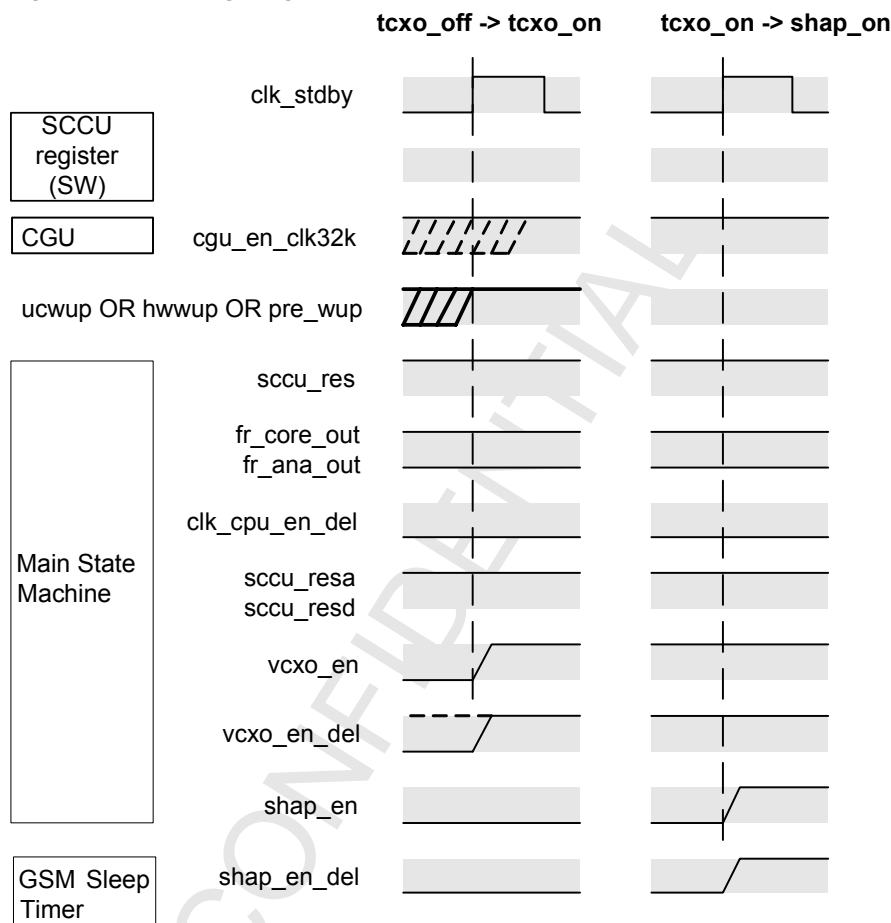 tcxo_off -> tcxo_on
tcxo_on -> shap_on
clk_stdby
SCCU
register
(SW)
CGU
cgu_en_clk32k
ucwup OR hwwup OR pre_wup
sccu_res
fr_core_out
fr_ana_out
clk_cpu_en_del
Main State
Machine
sccu_resa
sccu_resd
vcxo_en
vcxo_en_del
shap_en
GSM Sleep
Timer
shap_en_del
CONFIDENTIAL